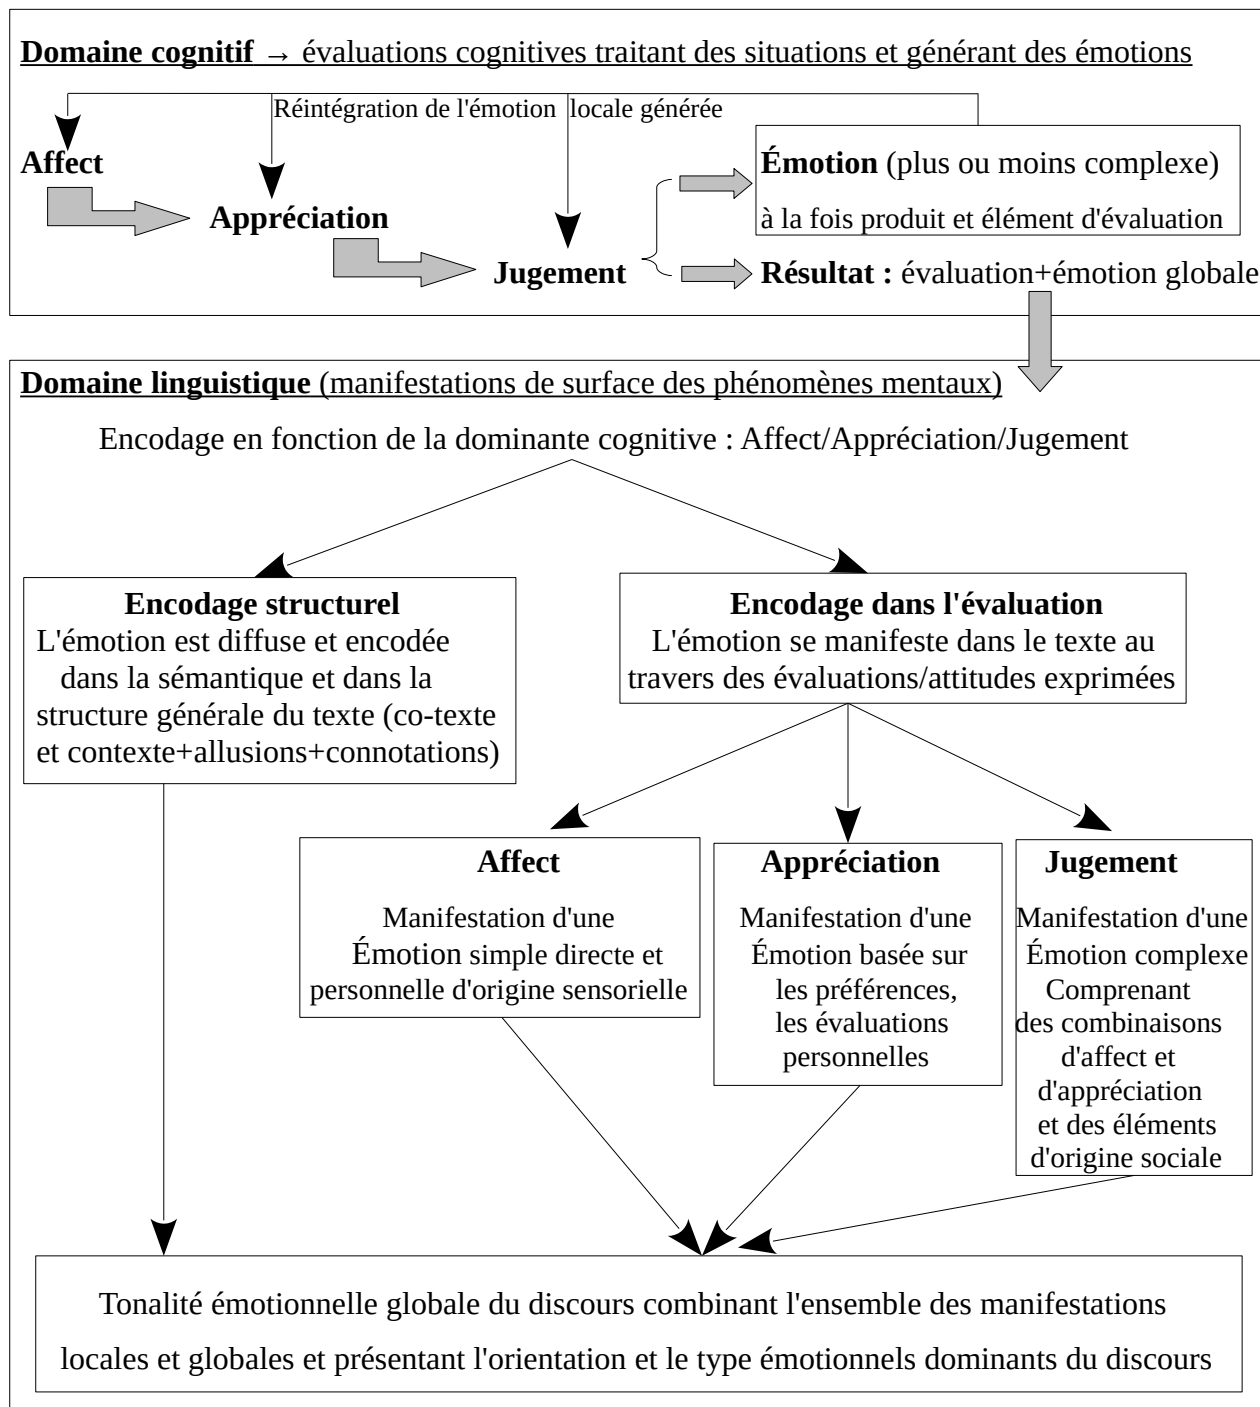 Domaine cognitif → évaluations cognitives traitant des situations et générant des émotions
Réintégration de l'émotion locale générée
Affect
Appréciation
Jugement
Émotion (plus ou moins complexe)
à la fois produit et élément d'évaluation
Résultat : évaluation+émotion globale
Domaine linguistique (manifestations de surface des phénomènes mentaux)
Encodage en fonction de la dominante cognitive : Affect/Appréciation/Jugement
Encodage structurel
L'émotion est diffuse et encodée
dans la sémantique et dans la
structure générale du texte (co-texte
et contexte+allusions+connotations)
Encodage dans l'évaluation
L'émotion se manifeste dans le texte au
travers des évaluations/attitudes exprimées
Affect
Manifestation d'une
Émotion simple directe et
personnelle d'origine sensorielle
Appréciation
Manifestation d'une
Émotion basée sur
les préférences,
les évaluations
personnelles
Jugement
Manifestation d'une
Émotion complexe
Comprenant
des combinaisons
d'affect et
d'appréciation
et des éléments
d'origine sociale
Tonalité émotionnelle globale du discours combinant l'ensemble des manifestations
locales et globales et présentant l'orientation et le type émotionnels dominants du discours